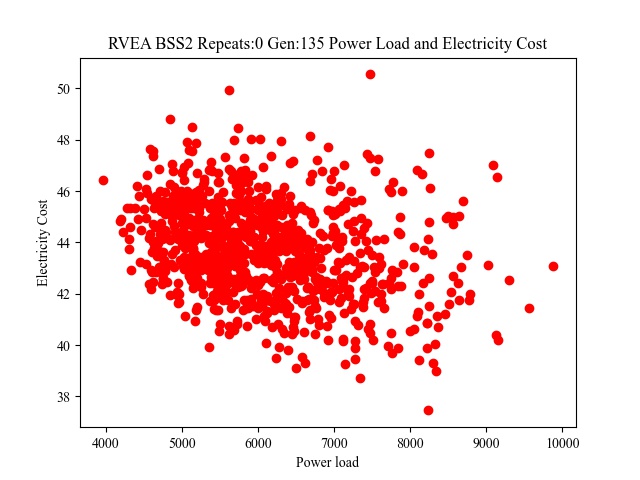 RVEA BSS2 Repeats:0 Gen:135 Power Load and Electricity Cost
50
48
46
44
42
40
38
Electricity Cost
4000 5000 6000 7000 8000 9000 10000
Power load